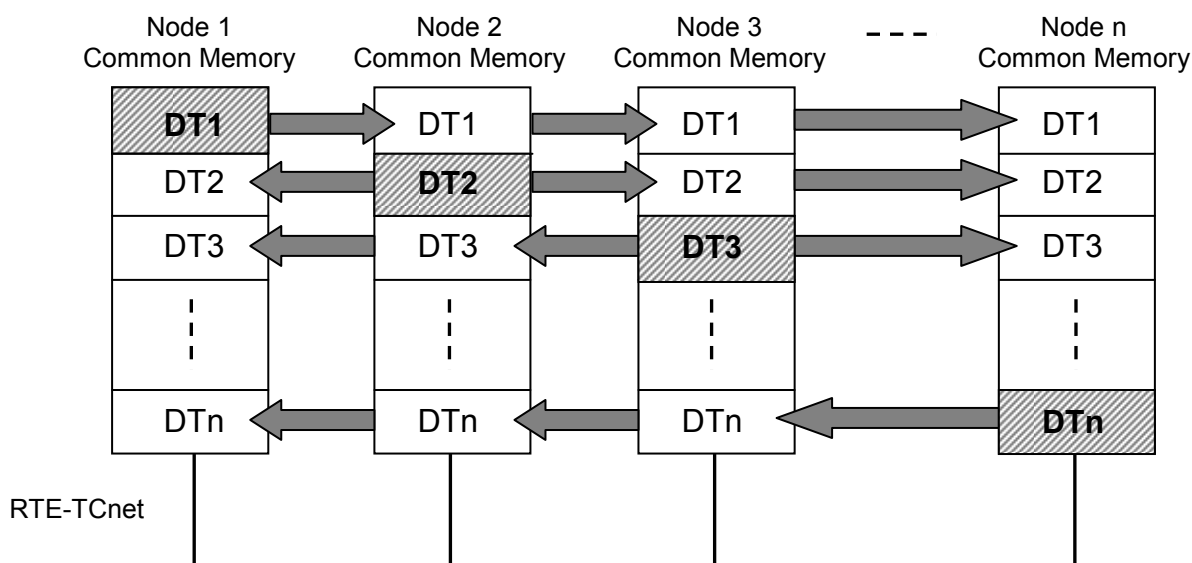 Node 1 Node 2 Node 3 Node n
Common Memory Common Memory Common Memory Common Memory
DT1 DT1 DT1 DT1
DT2 DT2 DT2 DT2
DT3 DT3 DT3 DT3
DTn DTn DTn DTn
RTE-TCnet